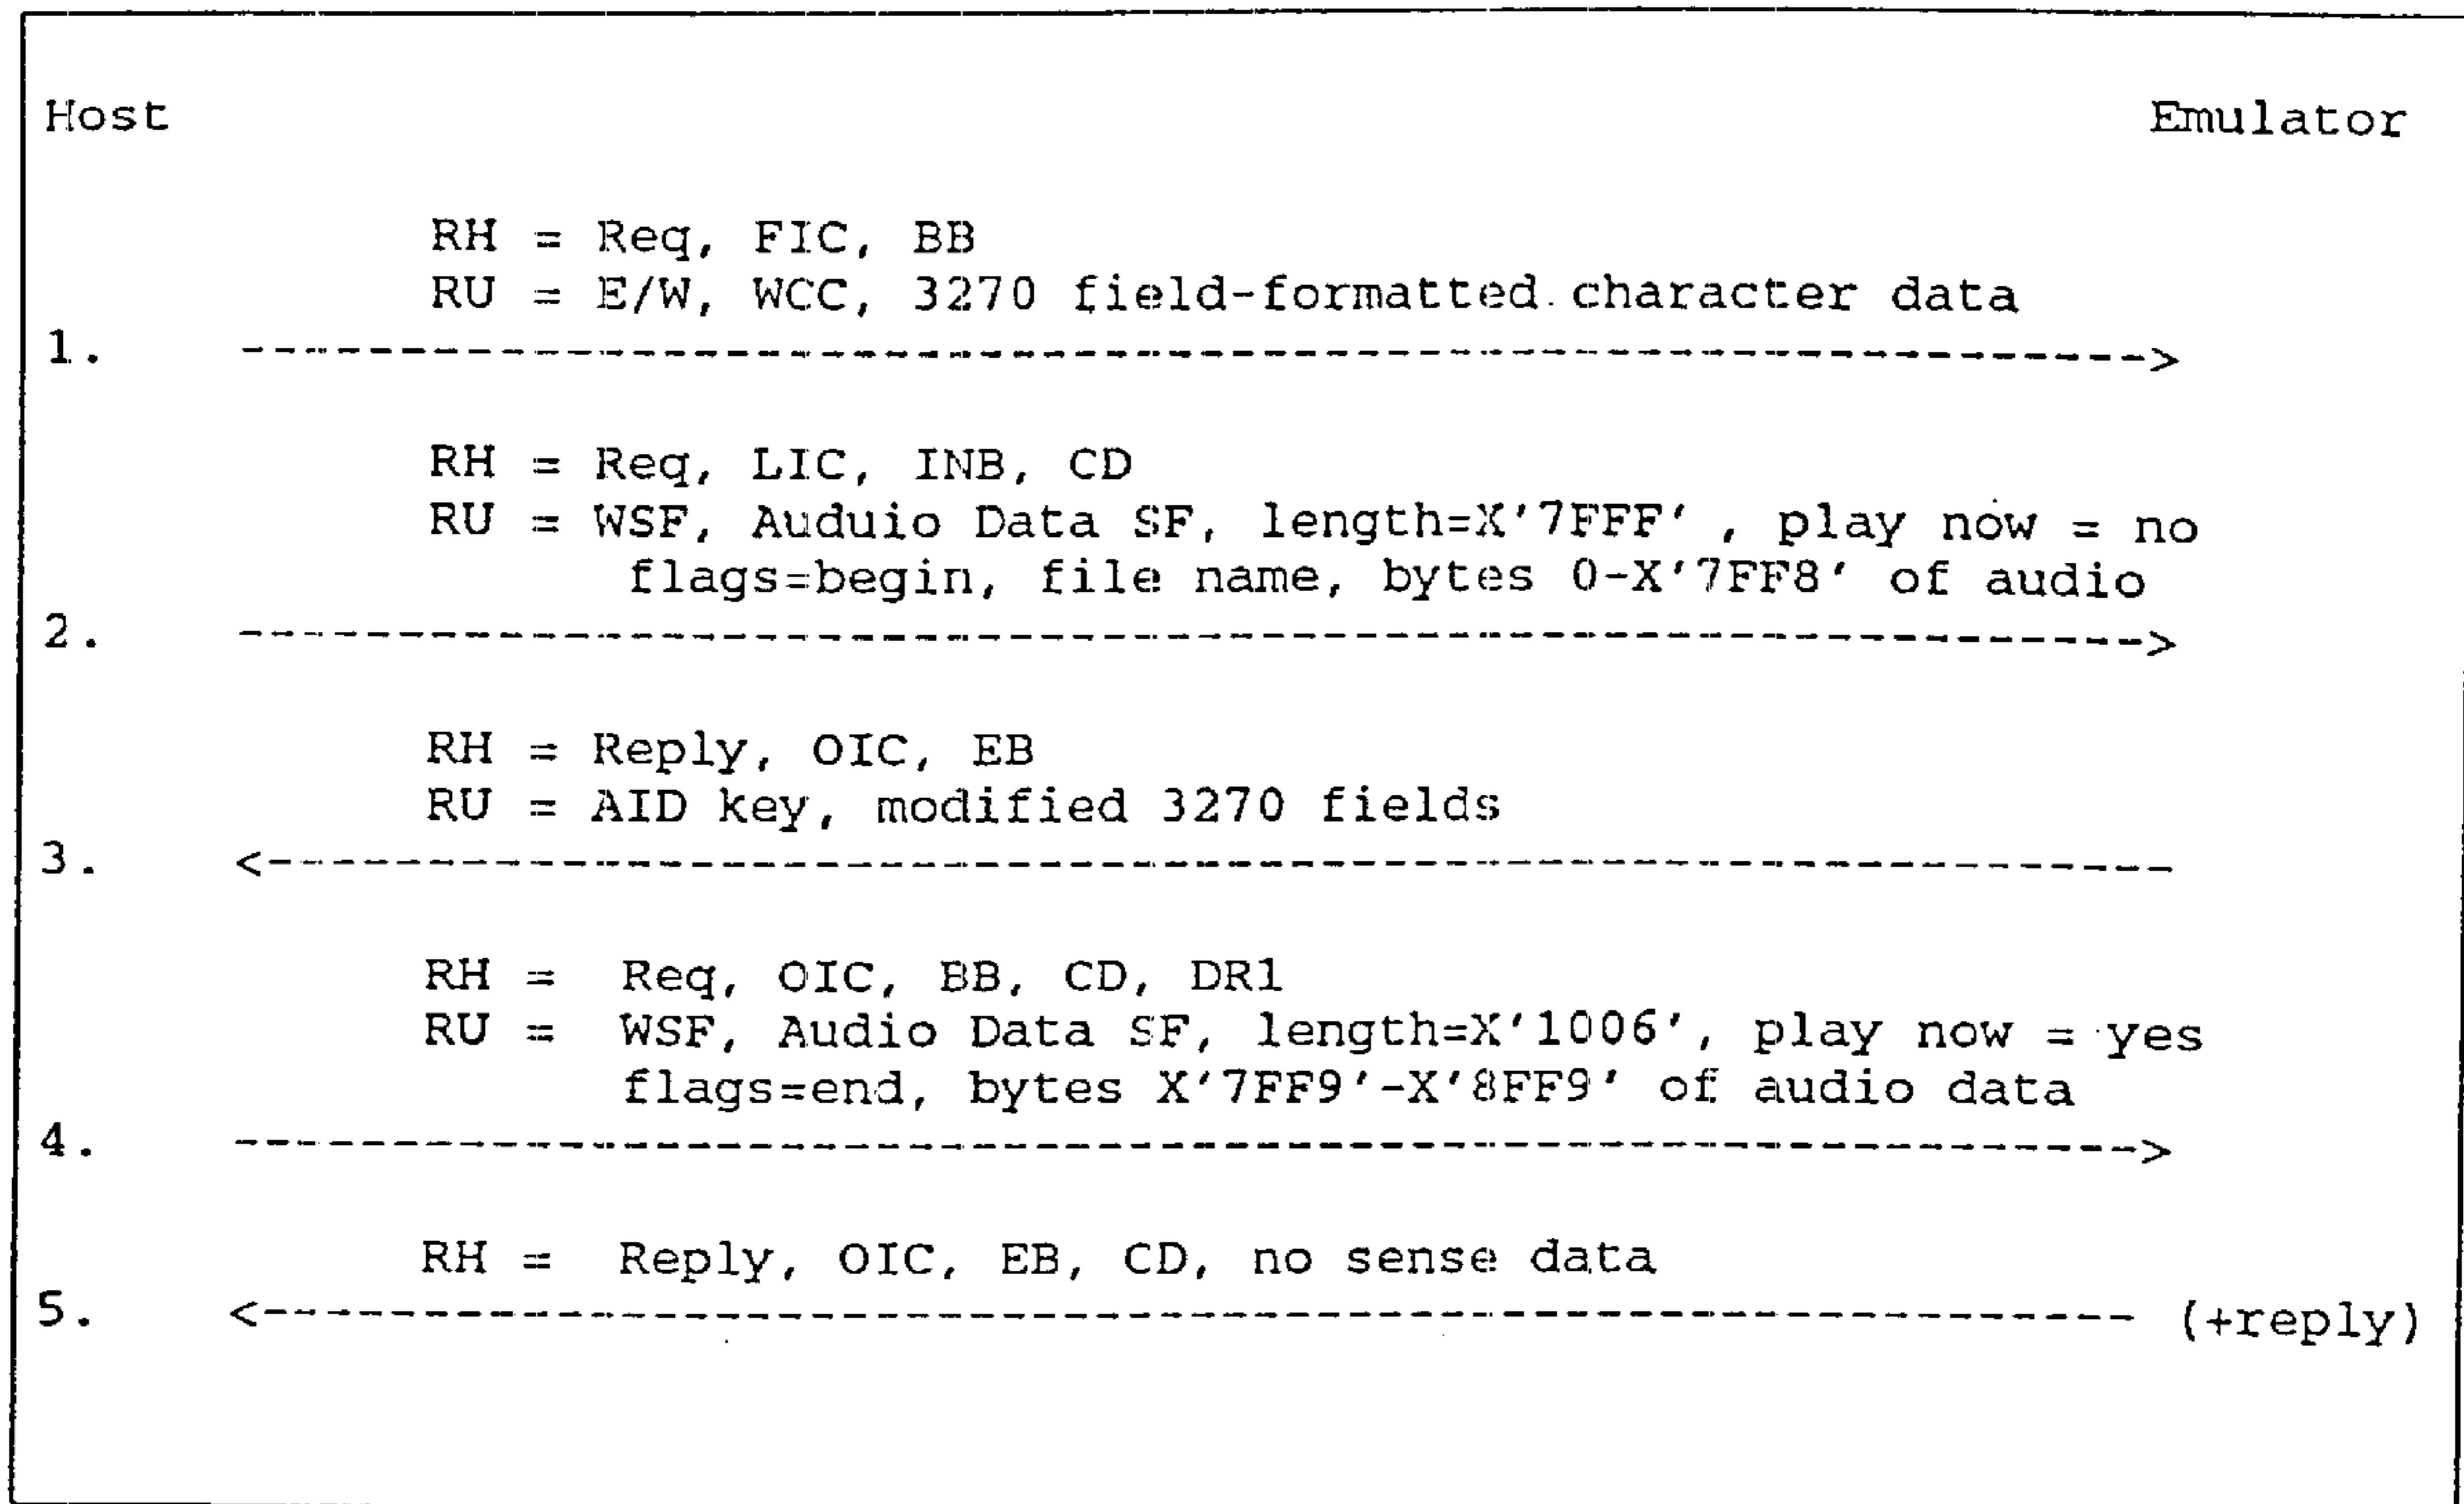 Host Emulator
RH = Req, FIC, BB
RU = E/W, WCC, 3270 field-formatted character data
1. ---------------------------------------------------------->
RH = Req, LIC, INB, CD
RU = WSF, Auduio Data SF, length=X'7FFF' , play now = no
flags=begin, file name, bytes 0-X'7FF8' of audio
2. ---------------------------------------------------------->
RH = Reply, OIC, EB
RU = AID key, modified 3270 fields
3. <----------------------------------------------------------
RH = Req, OIC, BB, CD, DR1
RU = WSF, Audio Data SF, length=X'1006', play now = yes
flags=end, bytes X'7FF9'-X'8FF9' of audio data
4. ---------------------------------------------------------->
RH = Reply, OIC, EB, CD, no sense data
5. <--------------------------------------------------------- (+reply)